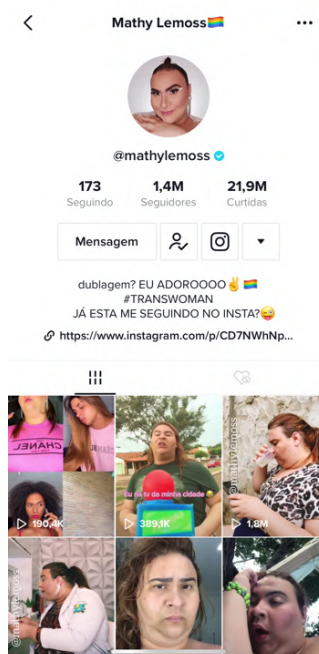 Mathy Lemoss🏳️‍🌈
@mathylemoss
173 1,4M 21,9M
Seguindo Seguidores Curtidas
Mensagem
dublagem? EU ADOROOOO✌️🏳️‍🌈
#TRANSWOMAN
JÁ ESTA ME SEGUINDO NO INSTA?😜
https://www.instagram.com/p/CD7NWhNp...
CHANEL
Eu na tv da minha cidade
@mathylemoss
190,4K 389,1K 1,8M
@mathylemoss